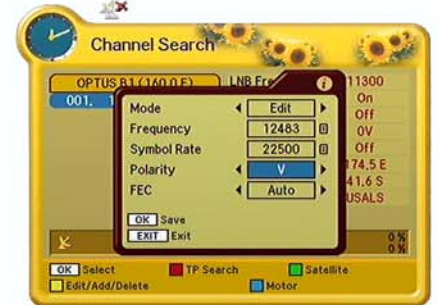 Channel Search
OPTUS B1 (160.0 E)
LNB Fre
11300
001. 1
On
Off
0V
Off
174.5 E
41.6 S
USALS
Mode Edit
Frequency 12483
Symbol Rate 22500
Polarity V
FEC Auto
OK Save
EXIT Exit
0 %
0 %
OK Select TP Search Satellite
Edit/Add/Delete Motor